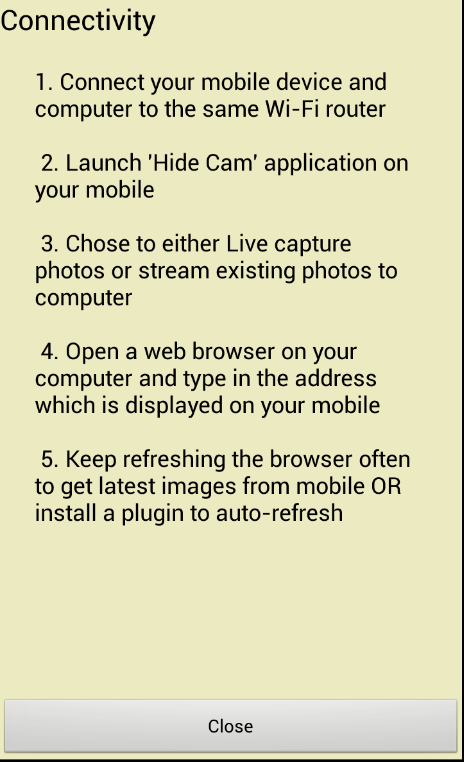 Connectivity
1. Connect your mobile device and
computer to the same Wi-Fi router
2. Launch 'Hide Cam' application on
your mobile
3. Chose to either Live capture
photos or stream existing photos to
computer
4. Open a web browser on your
computer and type in the address
which is displayed on your mobile
5. Keep refreshing the browser often
to get latest images from mobile OR
install a plugin to auto-refresh
Close